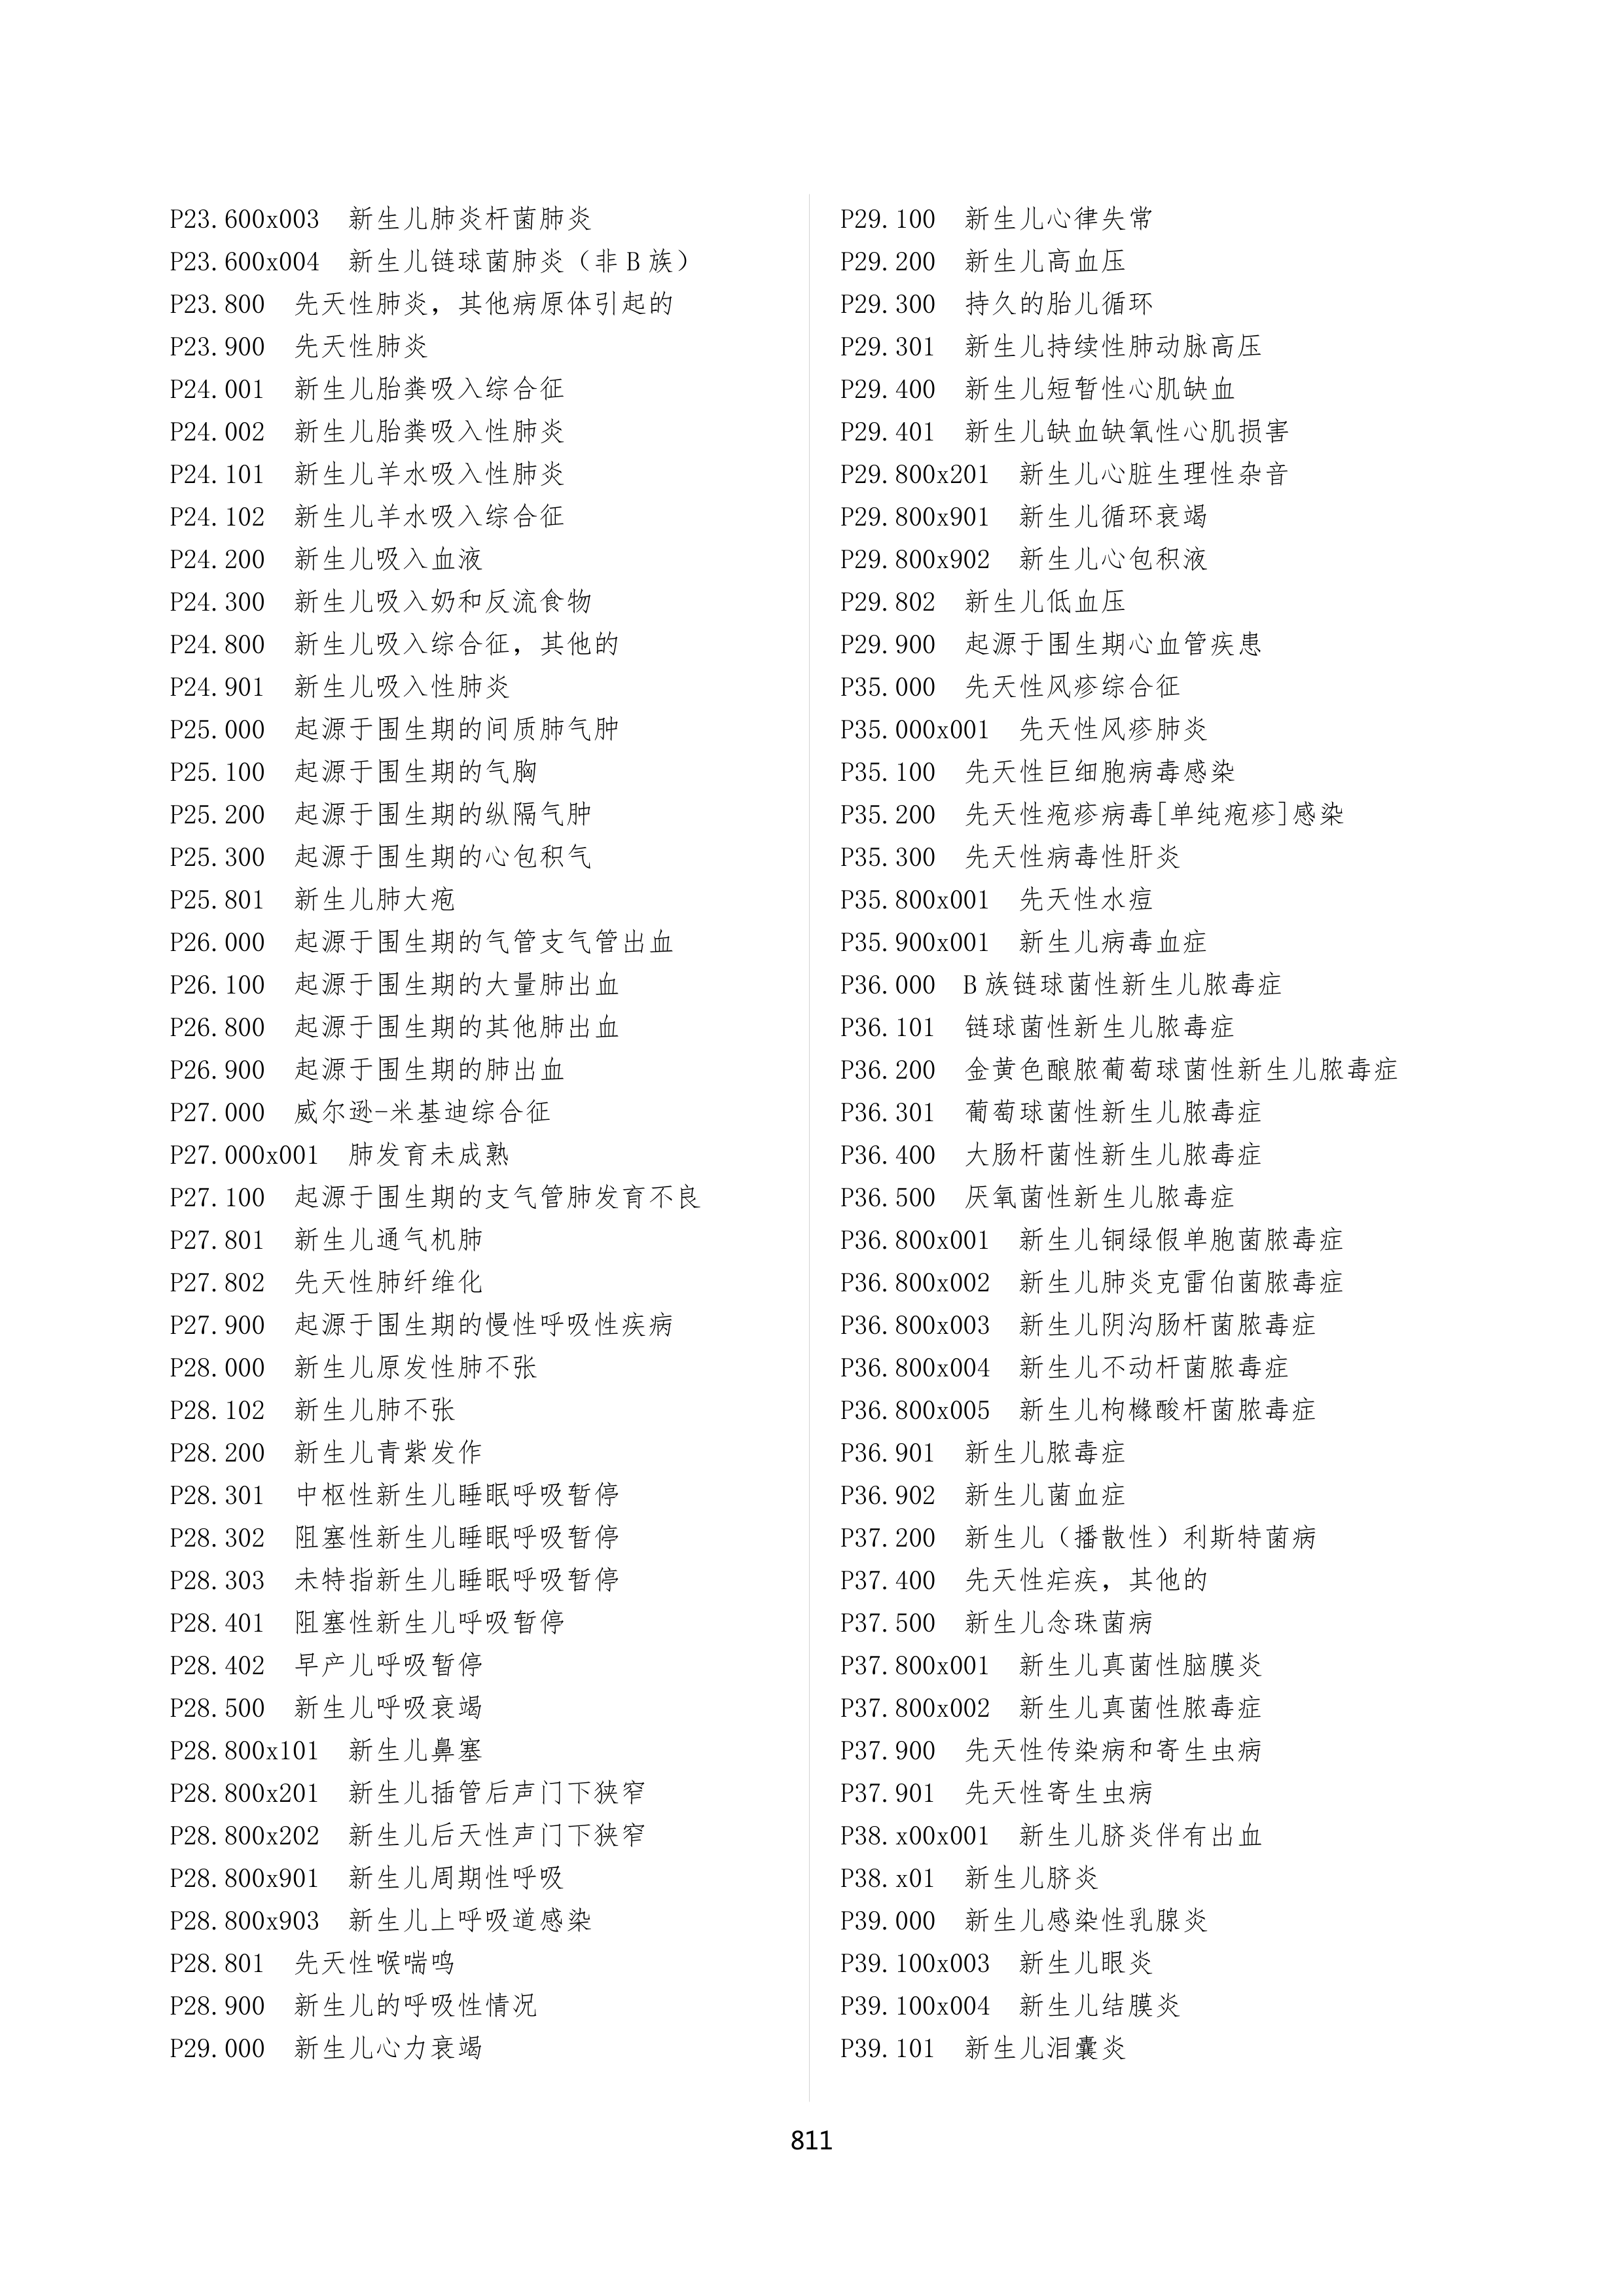 P23.600x003 新生儿肺炎杆菌肺炎
P23.600x004 新生儿链球菌肺炎（非B族）
P23.800 先天性肺炎，其他病原体引起的
P23.900 先天性肺炎
P24.001 新生儿胎粪吸入综合征
P24.002 新生儿胎粪吸入性肺炎
P24.101 新生儿羊水吸入性肺炎
P24.102 新生儿羊水吸入综合征
P24.200 新生儿吸入血液
P24.300 新生儿吸入奶和反流食物
P24.800 新生儿吸入综合征，其他的
P24.901 新生儿吸入性肺炎
P25.000 起源于围生期的间质肺气肿
P25.100 起源于围生期的气胸
P25.200 起源于围生期的纵隔气肿
P25.300 起源于围生期的心包积气
P25.801 新生儿肺大疱
P26.000 起源于围生期的气管支气管出血
P26.100 起源于围生期的大量肺出血
P26.800 起源于围生期的其他肺出血
P26.900 起源于围生期的肺出血
P27.000 威尔逊-米基迪综合征
P27.000x001 肺发育未成熟
P27.100 起源于围生期的支气管肺发育不良
P27.801 新生儿通气机肺
P27.802 先天性肺纤维化
P27.900 起源于围生期的慢性呼吸性疾病
P28.000 新生儿原发性肺不张
P28.102 新生儿肺不张
P28.200 新生儿青紫发作
P28.301 中枢性新生儿睡眠呼吸暂停
P28.302 阻塞性新生儿睡眠呼吸暂停
P28.303 未特指新生儿睡眠呼吸暂停
P28.401 阻塞性新生儿呼吸暂停
P28.402 早产儿呼吸暂停
P28.500 新生儿呼吸衰竭
P28.800x101 新生儿鼻塞
P28.800x201 新生儿插管后声门下狭窄
P28.800x202 新生儿后天性声门下狭窄
P28.800x901 新生儿周期性呼吸
P28.800x903 新生儿上呼吸道感染
P28.801 先天性喉喘鸣
P28.900 新生儿的呼吸性情况
P29.000 新生儿心力衰竭
P29.100 新生儿心律失常
P29.200 新生儿高血压
P29.300 持久的胎儿循环
P29.301 新生儿持续性肺动脉高压
P29.400 新生儿短暂性心肌缺血
P29.401 新生儿缺血缺氧性心肌损害
P29.800x201 新生儿心脏生理性杂音
P29.800x901 新生儿循环衰竭
P29.800x902 新生儿心包积液
P29.802 新生儿低血压
P29.900 起源于围生期心血管疾患
P35.000 先天性风疹综合征
P35.000x001 先天性风疹肺炎
P35.100 先天性巨细胞病毒感染
P35.200 先天性疱疹病毒[单纯疱疹]感染
P35.300 先天性病毒性肝炎
P35.800x001 先天性水痘
P35.900x001 新生儿病毒血症
P36.000 B族链球菌性新生儿脓毒症
P36.101 链球菌性新生儿脓毒症
P36.200 金黄色酿脓葡萄球菌性新生儿脓毒症
P36.301 葡萄球菌性新生儿脓毒症
P36.400 大肠杆菌性新生儿脓毒症
P36.500 厌氧菌性新生儿脓毒症
P36.800x001 新生儿铜绿假单胞菌脓毒症
P36.800x002 新生儿肺炎克雷伯菌脓毒症
P36.800x003 新生儿阴沟肠杆菌脓毒症
P36.800x004 新生儿不动杆菌脓毒症
P36.800x005 新生儿枸橼酸杆菌脓毒症
P36.901 新生儿脓毒症
P36.902 新生儿菌血症
P37.200 新生儿（播散性）利斯特菌病
P37.400 先天性疟疾，其他的
P37.500 新生儿念珠菌病
P37.800x001 新生儿真菌性脑膜炎
P37.800x002 新生儿真菌性脓毒症
P37.900 先天性传染病和寄生虫病
P37.901 先天性寄生虫病
P38.x00x001 新生儿脐炎伴有出血
P38.x01 新生儿脐炎
P39.000 新生儿感染性乳腺炎
P39.100x003 新生儿眼炎
P39.100x004 新生儿结膜炎
P39.101 新生儿泪囊炎
811